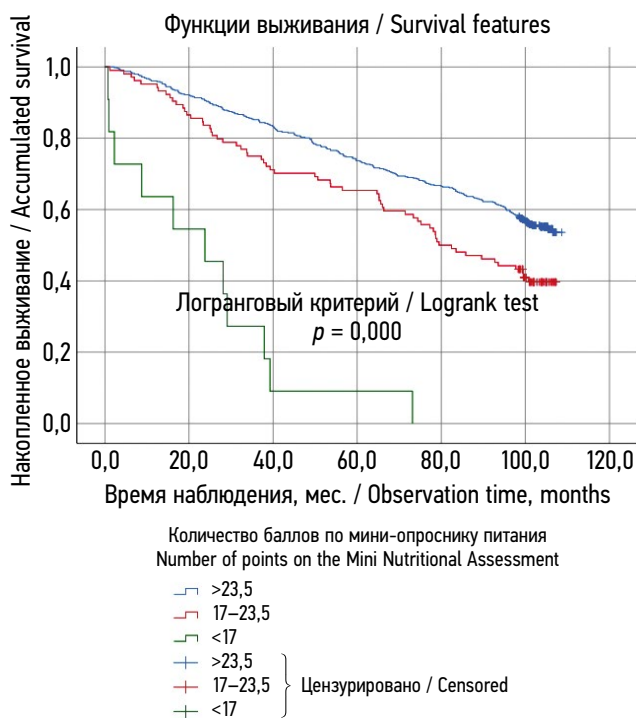 Функции выживания / Survival features
Накопленное выживание / Accumulated survival
1,0
0,8
0,6
0,4
0,2
0,0
Логранговый критерий / Logrank test
p = 0,000
0,0 20,0 40,0 60,0 80,0 100,0 120,0
Время наблюдения, мес. / Observation time, months
Количество баллов по мини-опроснику питания
Number of points on the Mini Nutritional Assessment
>23,5
17–23,5
<17
>23,5
17–23,5
<17
Цензурировано / Censored